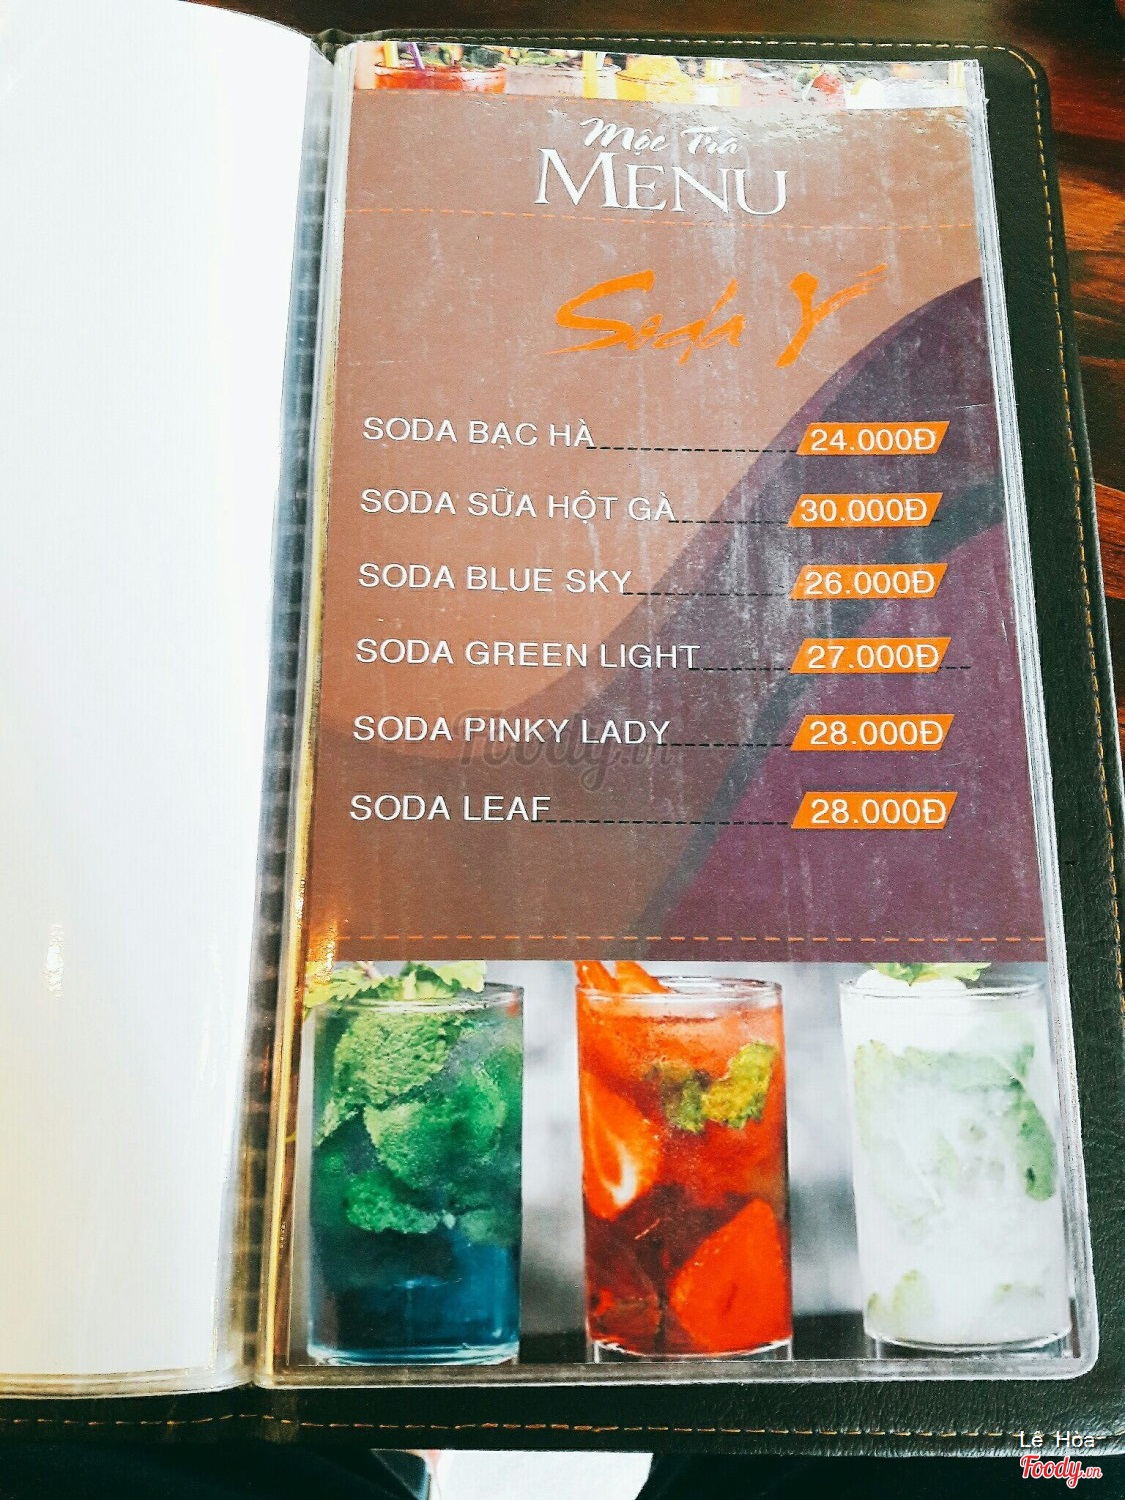 Mộc Trà
MENU
Soda Ý
SODA BẠC HÀ 24.000Đ
SODA SỮA HỘT GÀ 30.000Đ
SODA BLUE SKY 26.000Đ
SODA GREEN LIGHT 27.000Đ
SODA PINKY LADY 28.000Đ
Foody.vn
SODA LEAF 28.000Đ
Lê Hòa
Foody.vn